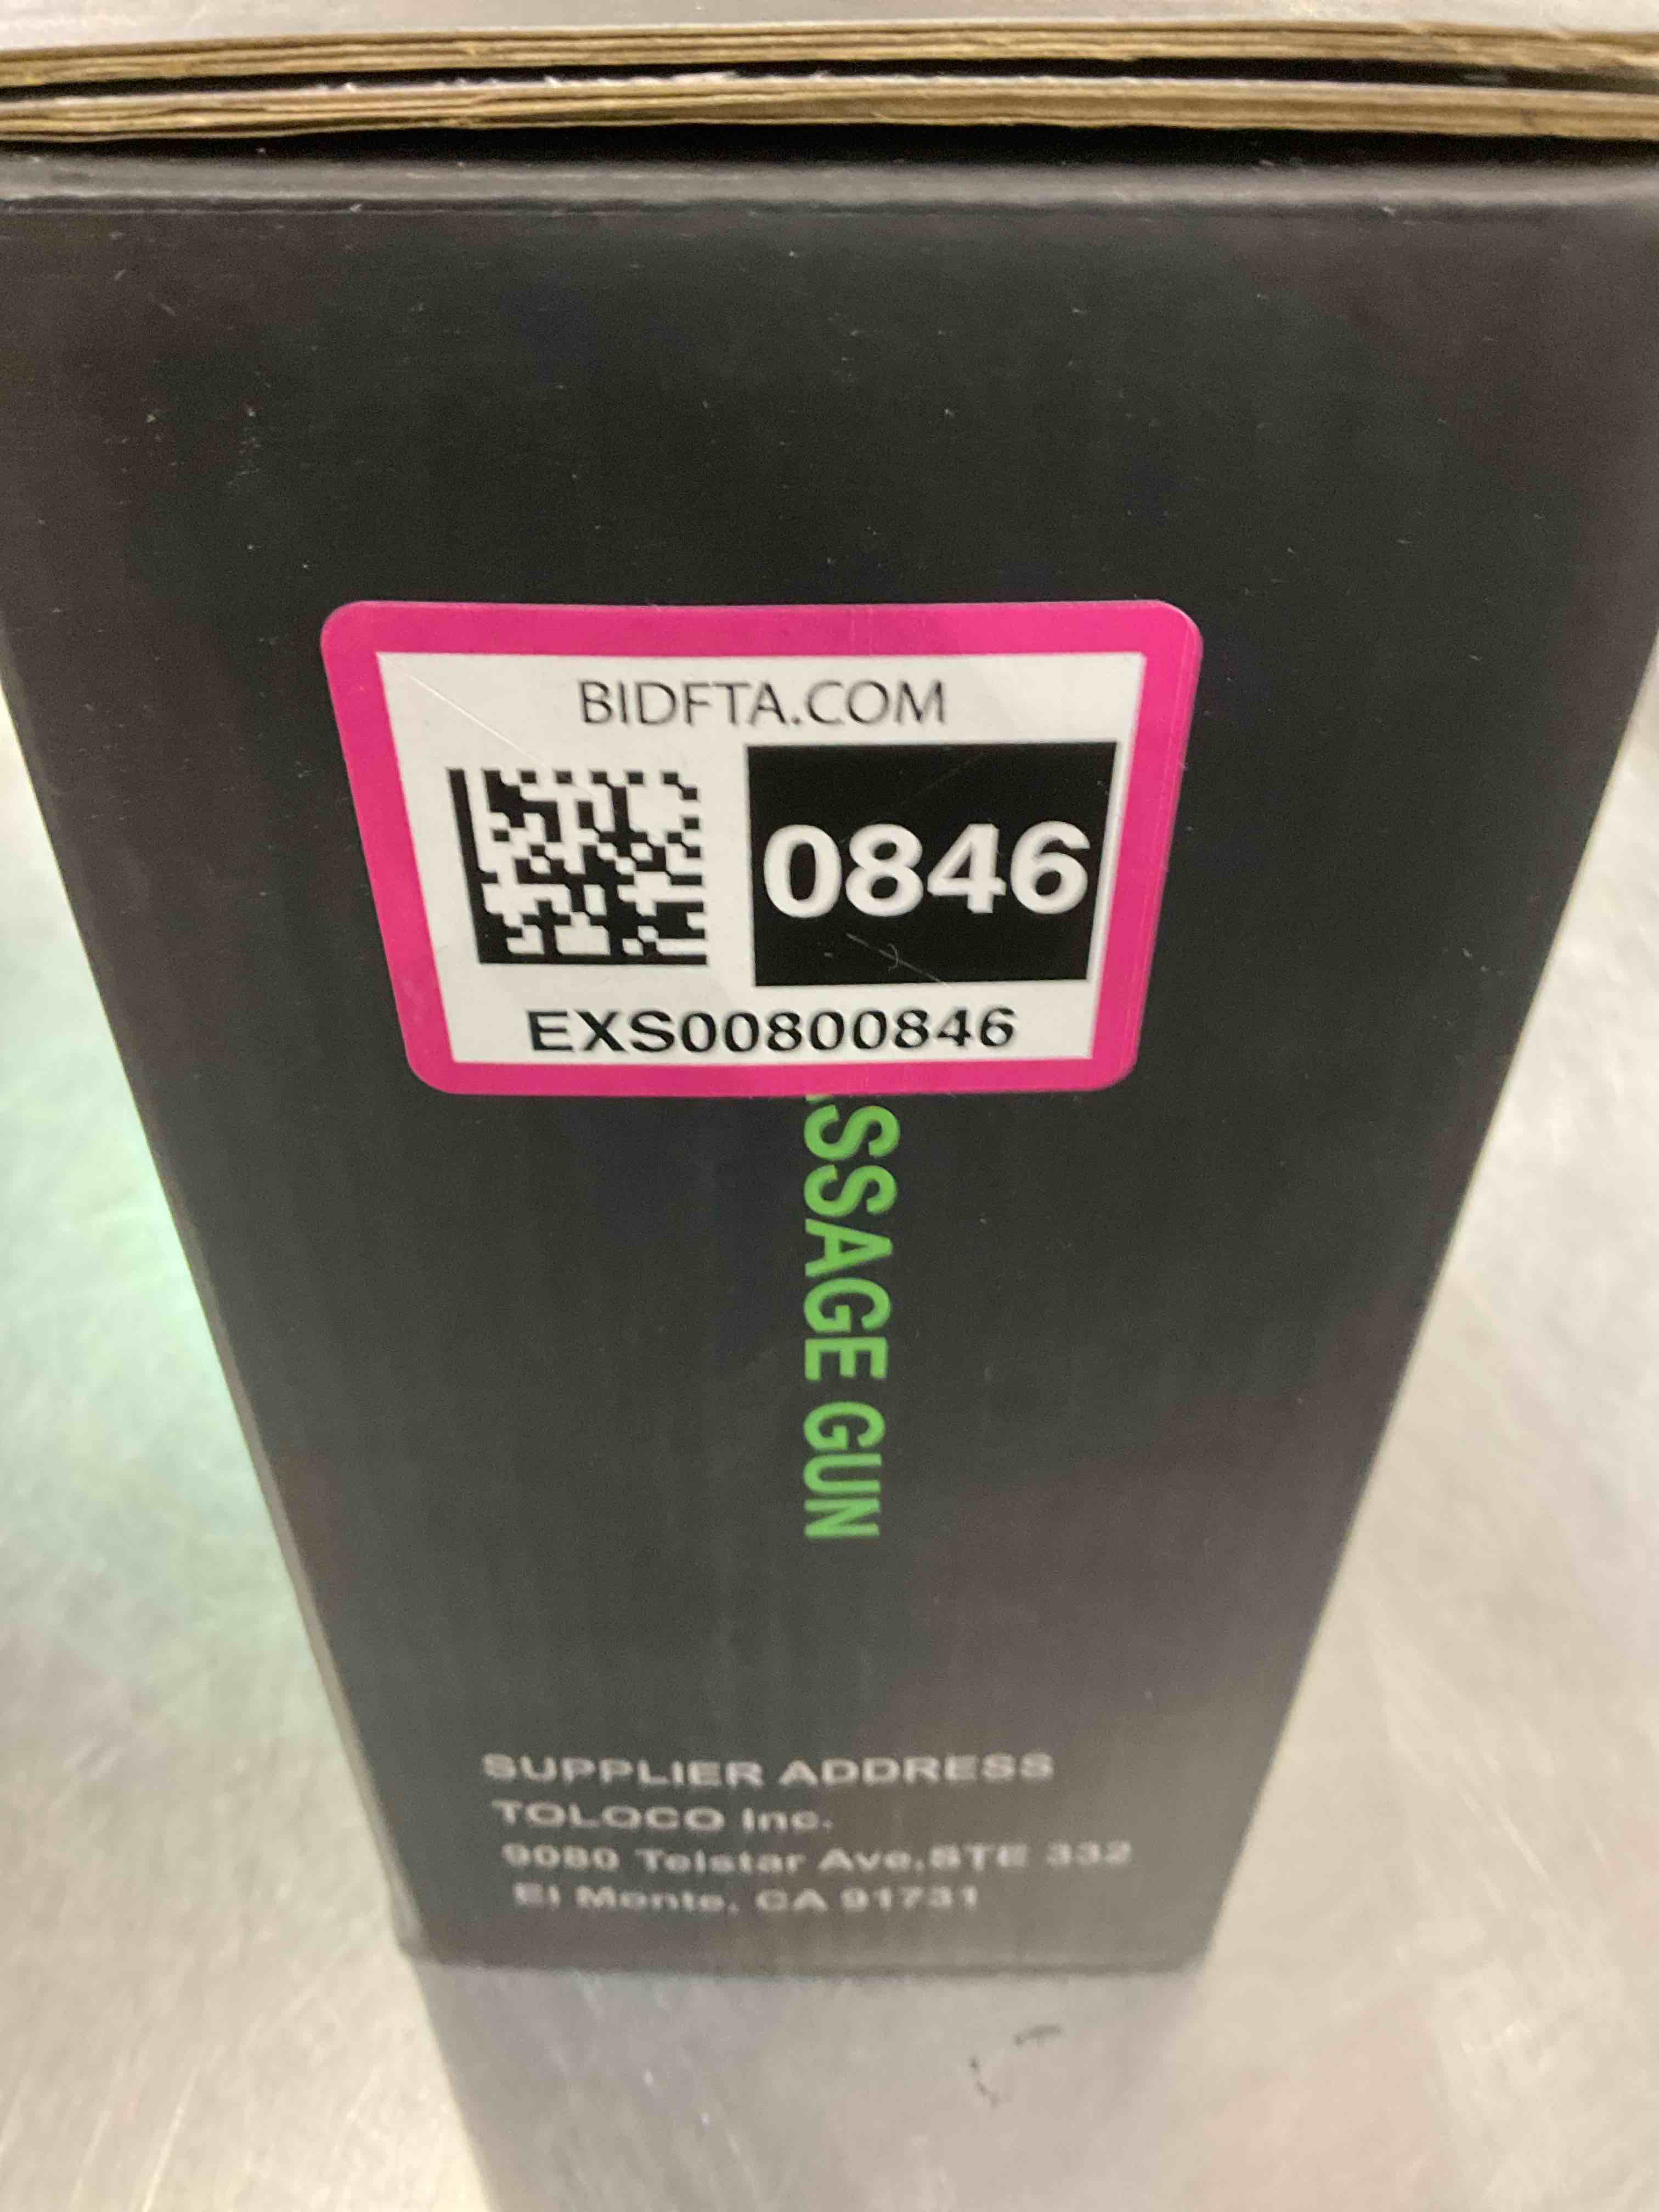 BIDFTA.COM
0846
EXS00800846
SSAGE GUN
SUPPLIER ADDRESS
TOLOCO Inc.
9080 Telstar Ave,STE 332
El Monte, CA 91731